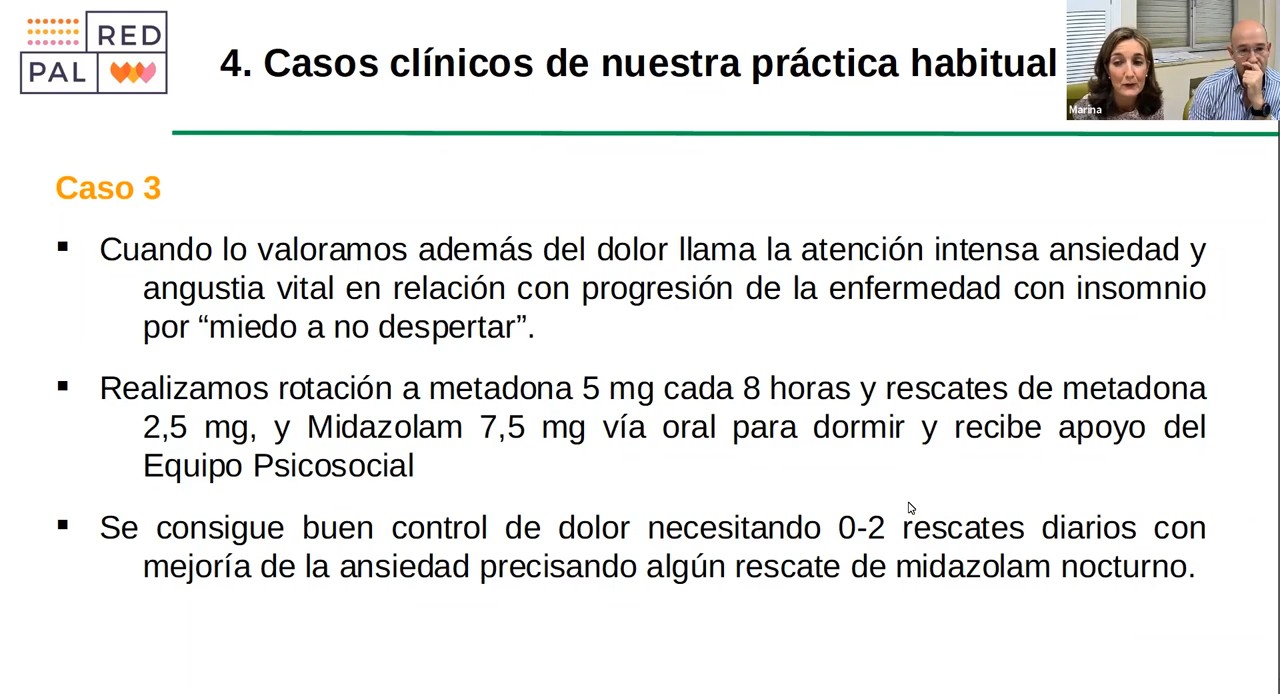 RED
PAL
4. Casos clínicos de nuestra práctica habitual
Marina
Caso 3
▪ Cuando lo valoramos además del dolor llama la atención intensa ansiedad y
angustia vital en relación con progresión de la enfermedad con insomnio
por “miedo a no despertar”.
▪ Realizamos rotación a metadona 5 mg cada 8 horas y rescates de metadona
2,5 mg, y Midazolam 7,5 mg vía oral para dormir y recibe apoyo del
Equipo Psicosocial
▪ Se consigue buen control de dolor necesitando 0-2 rescates diarios con
mejoría de la ansiedad precisando algún rescate de midazolam nocturno.